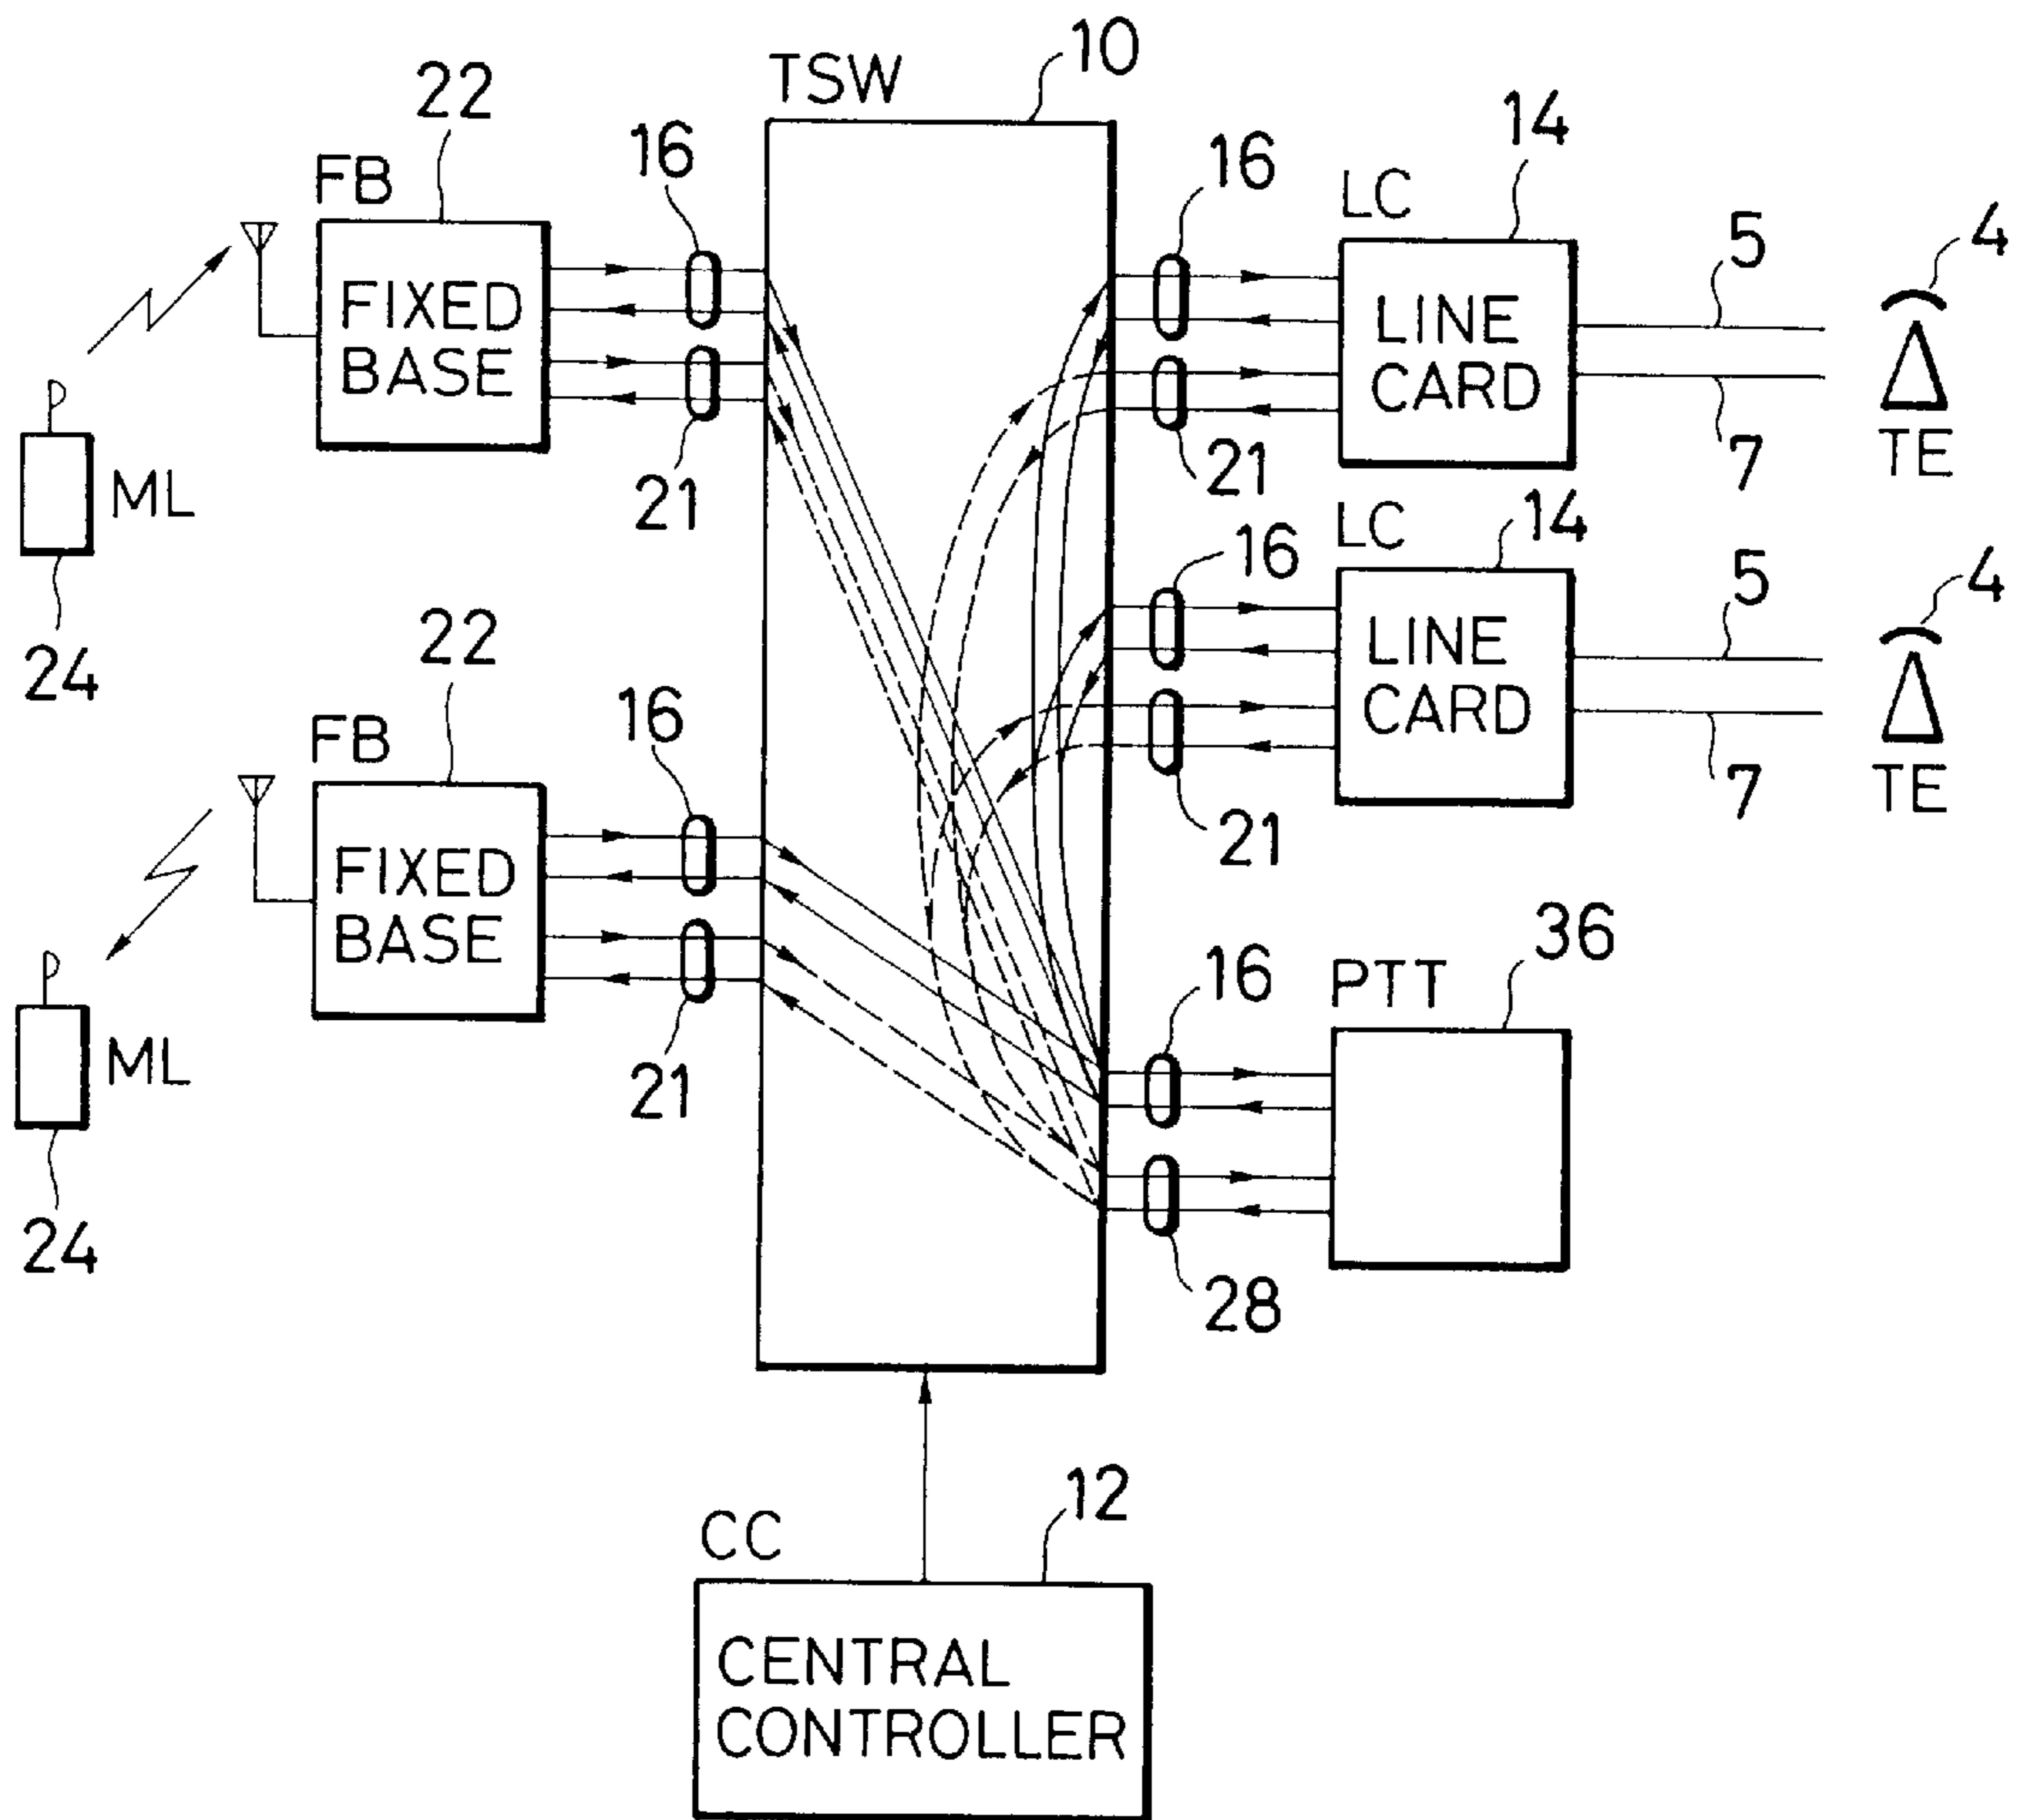 10
TSW
22
16
FB
FIXED
BASE
21
ML
24
16
14
LC
LINE
CARD
5
4
7
TE
21
16
LC
14
LINE
CARD
5
4
7
TE
21
22
16
FB
FIXED
BASE
21
ML
24
16
PTT
36
28
CC
12
CENTRAL
CONTROLLER